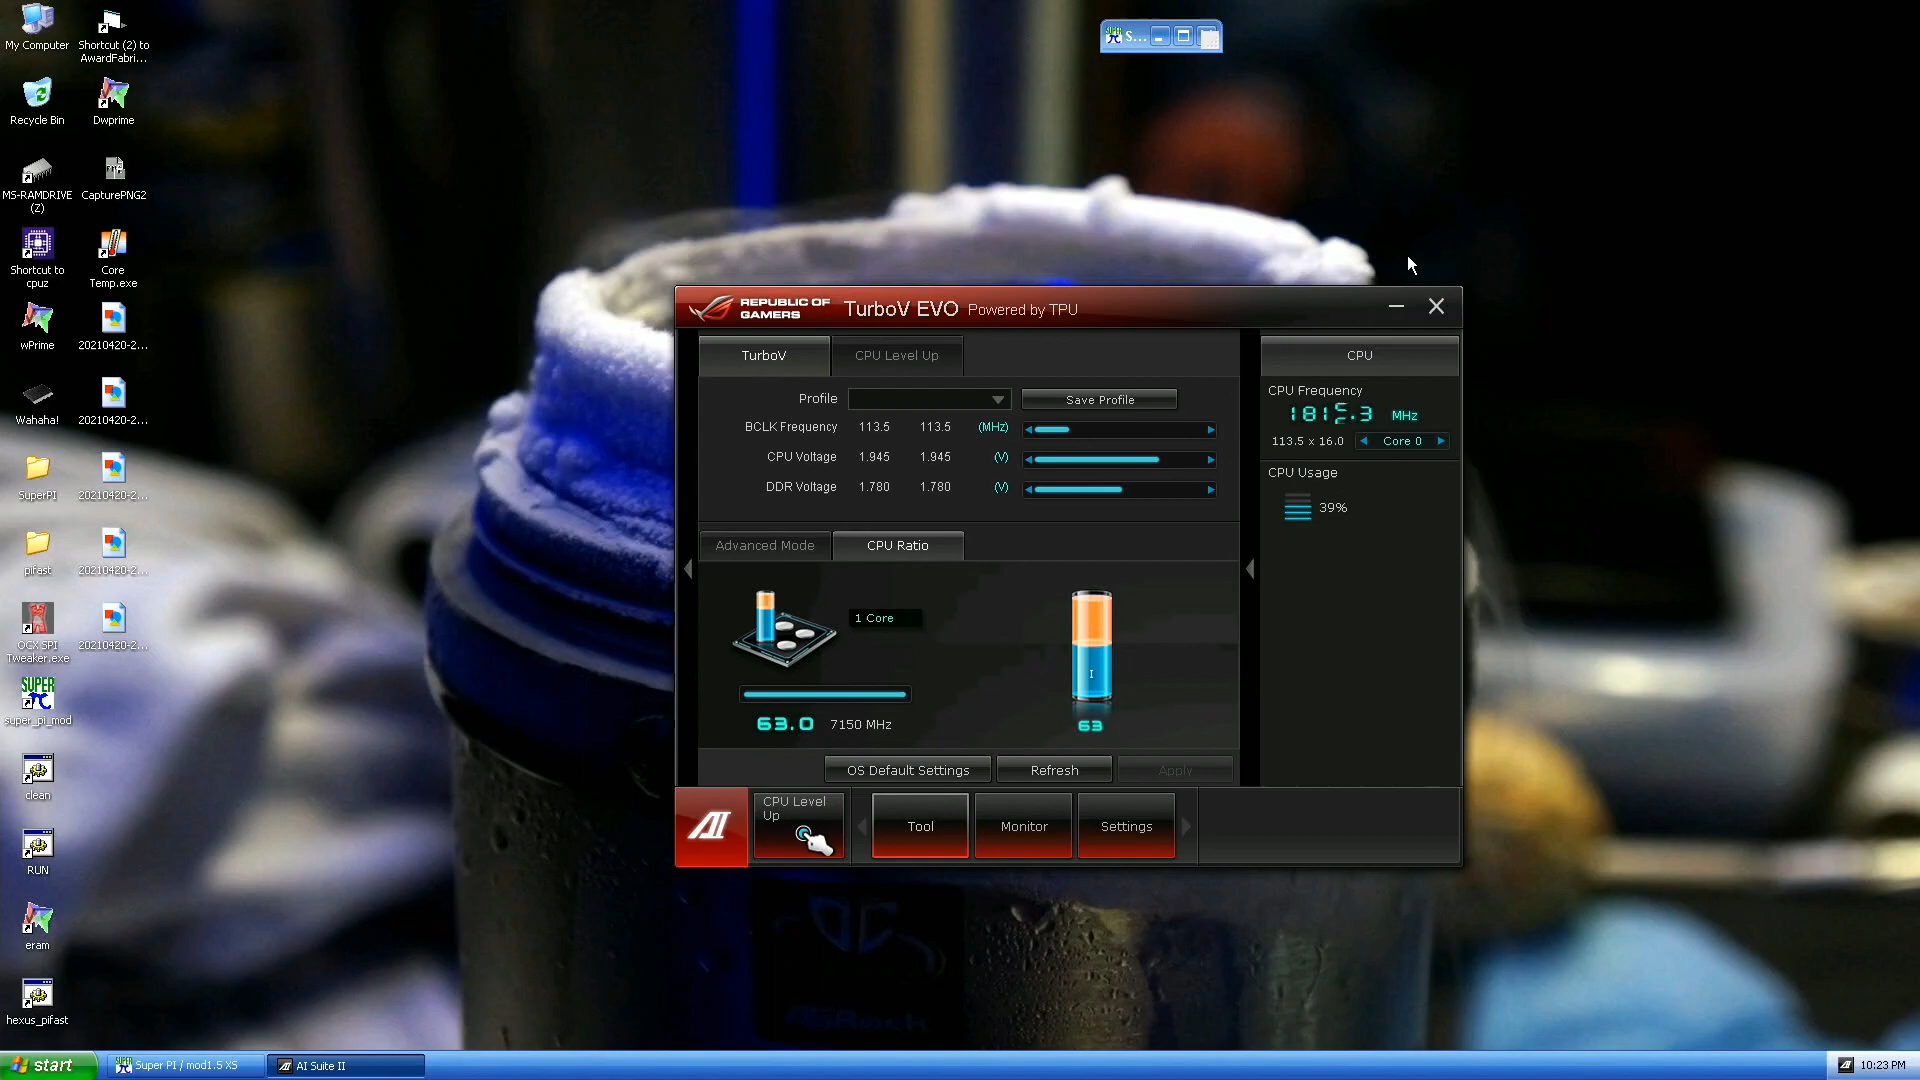 My Computer
Shortcut (2) to
AwardFabri...
Recycle Bin
Dwprime
MS-RAMDRIVE
(Z)
CapturePNG2
Shortcut to
cpuz
Core
Temp.exe
wPrime
20210420-2...
Wahaha!
20210420-2...
SuperPI
20210420-2...
pifast
20210420-2...
OCX SPI
Tweaker.exe
20210420-2...
SUPER
super_pi_mod
clean
RUN
eram
hexus_pifast
S...
REPUBLIC OF
GAMERS
TurboV EVO Powered by TPU
TurboV
CPU Level Up
Profile
Save Profile
BCLK Frequency 113.5 113.5 (MHz)
CPU Voltage 1.945 1.945 (V)
DDR Voltage 1.780 1.780 (V)
Advanced Mode
CPU Ratio
1 Core
63.0 7150 MHz
I
63
OS Default Settings
Refresh
Apply
CPU
CPU Frequency
MHz
113.5 x 16.0
Core 0
CPU Usage
39%
AI
CPU Level
Up
Tool
Monitor
Settings
start
Super PI / mod1.5 XS
AI Suite II
10:23 PM